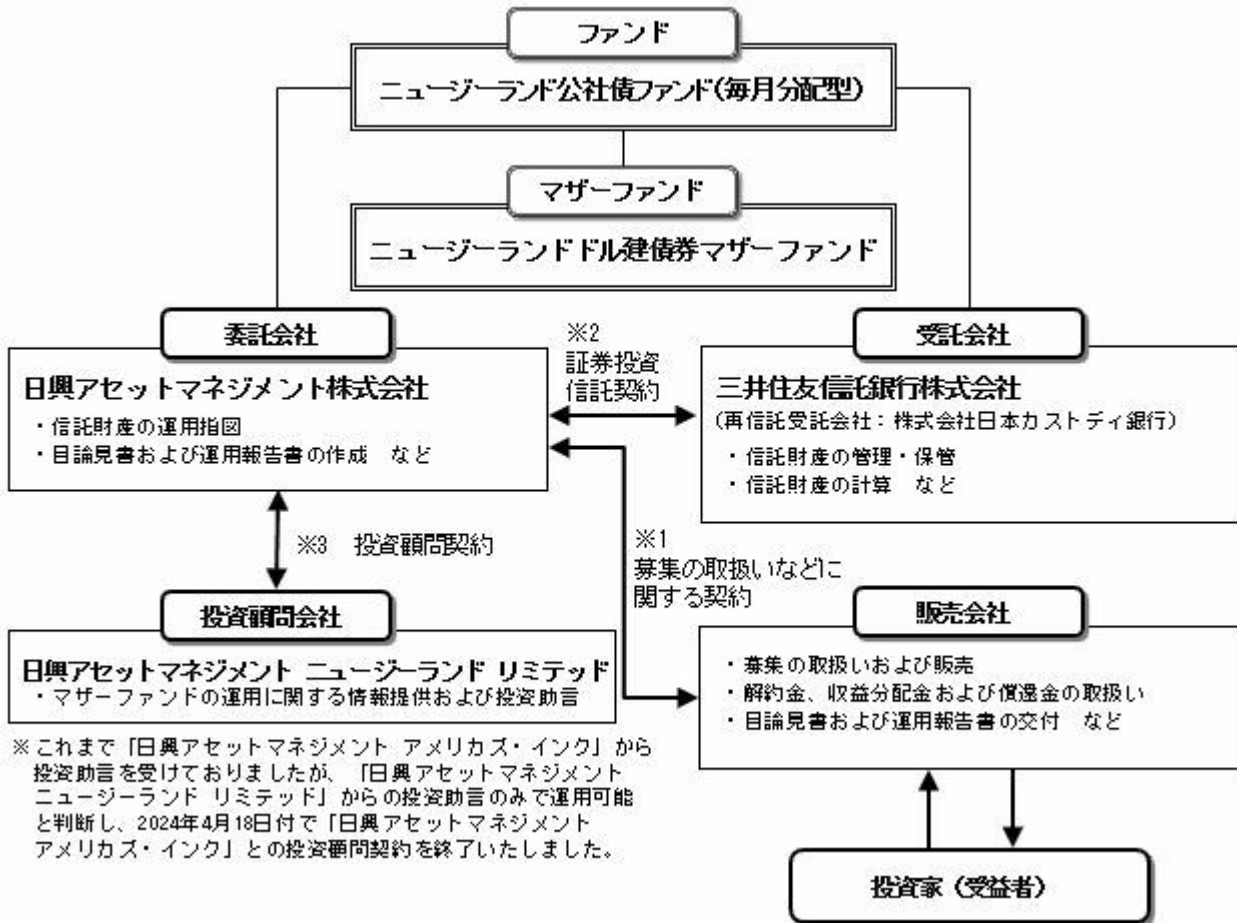 ファンド
ニュージーランド公社債ファンド(毎月分配型)
マザーファンド
ニュージーランドドル建債券マザーファンド
委託会社
日興アセットマネジメント株式会社
・信託財産の運用指図
・目論見書および運用報告書の作成　など
※2
証券投資
信託契約
受託会社
三井住友信託銀行株式会社
(再信託受託会社：株式会社日本カストディ銀行)
・信託財産の管理・保管
・信託財産の計算　など
※3　投資顧問契約
※1
募集の取扱いなどに
関する契約
投資顧問会社
日興アセットマネジメント ニュージーランド リミテッド
・マザーファンドの運用に関する情報提供および投資助言
※これまで「日興アセットマネジメント アメリカズ・インク」から
投資助言を受けておりましたが、「日興アセットマネジメント
ニュージーランド リミテッド」からの投資助言のみで運用可能
と判断し、2024年4月18日付で「日興アセットマネジメント
アメリカズ・インク」との投資顧問契約を終了いたしました。
販売会社
・募集の取扱いおよび販売
・解約金、収益分配金および償還金の取扱い
・目論見書および運用報告書の交付　など
投資家（受益者）